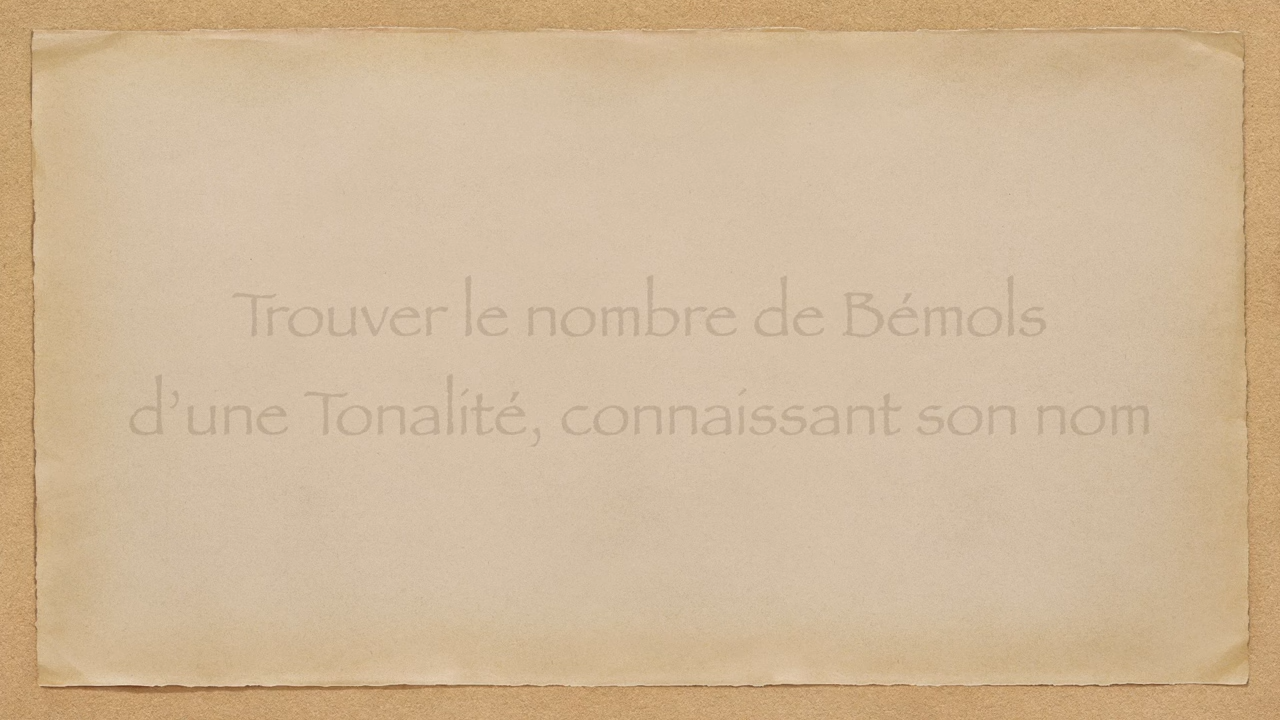 Trouver le nombre de Bémols
d’une Tonalité, connaissant son nom